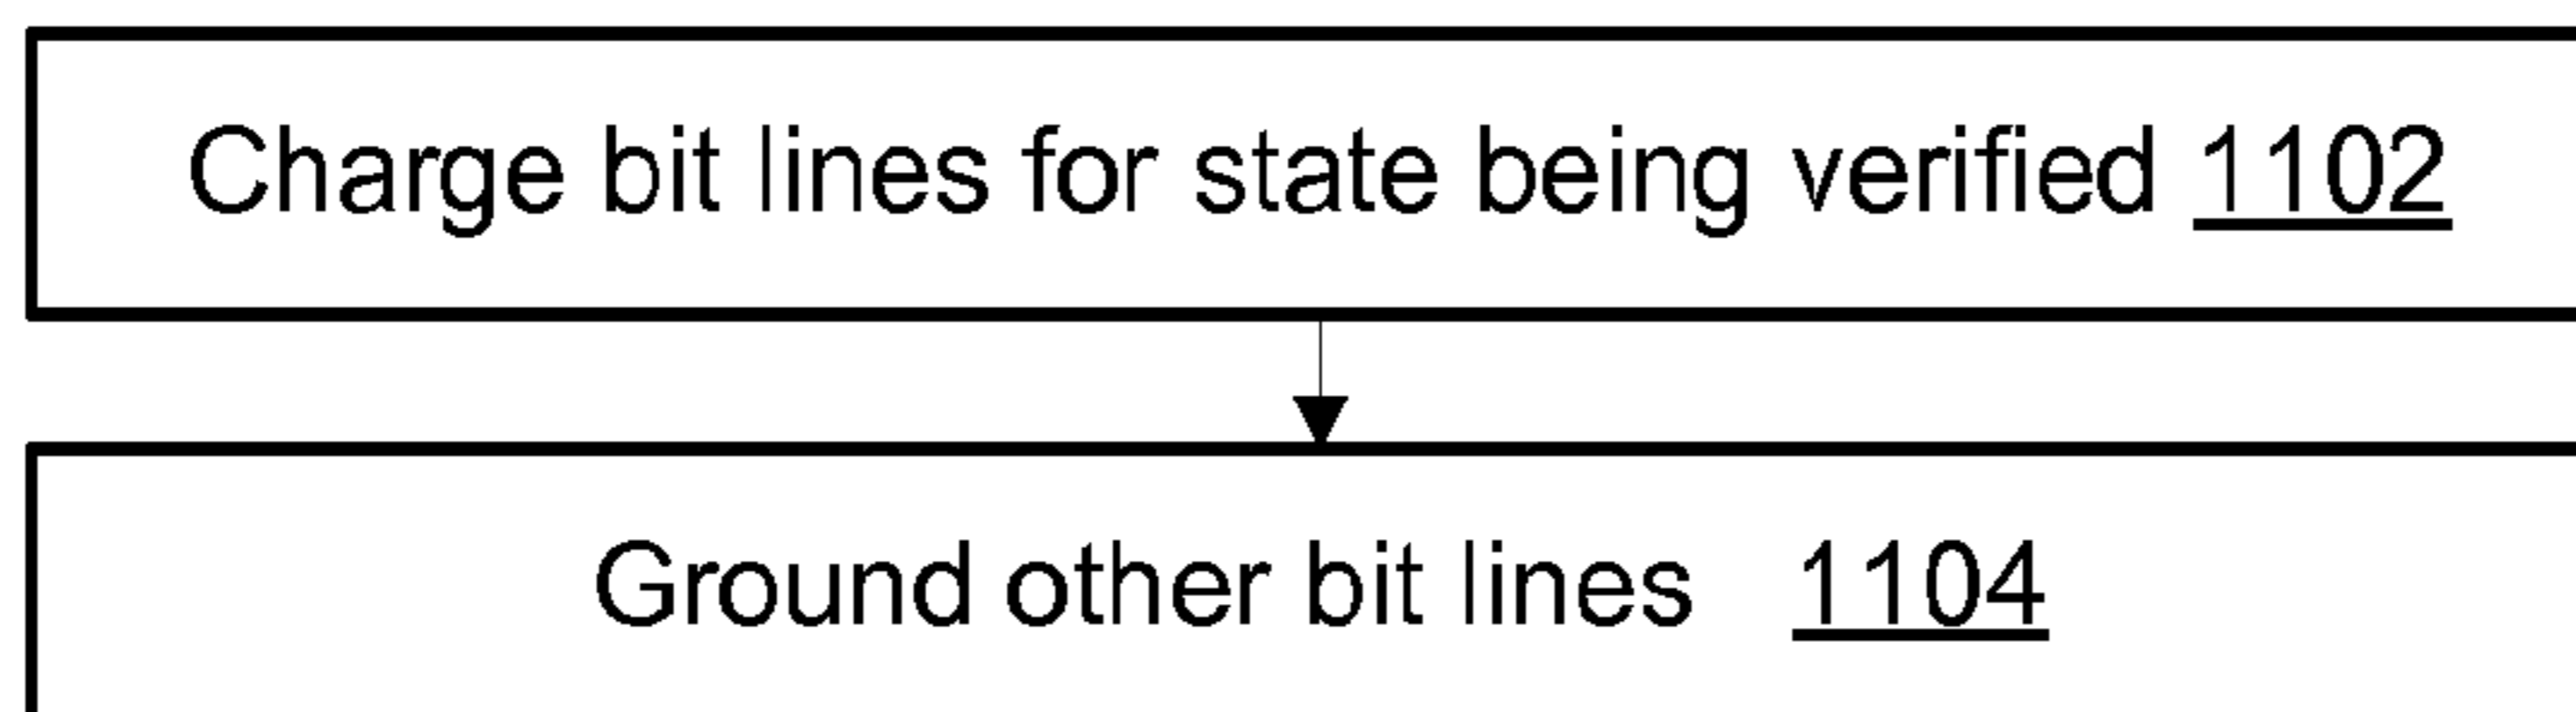 Charge bit lines for state being verified 1102
Ground other bit lines 1104